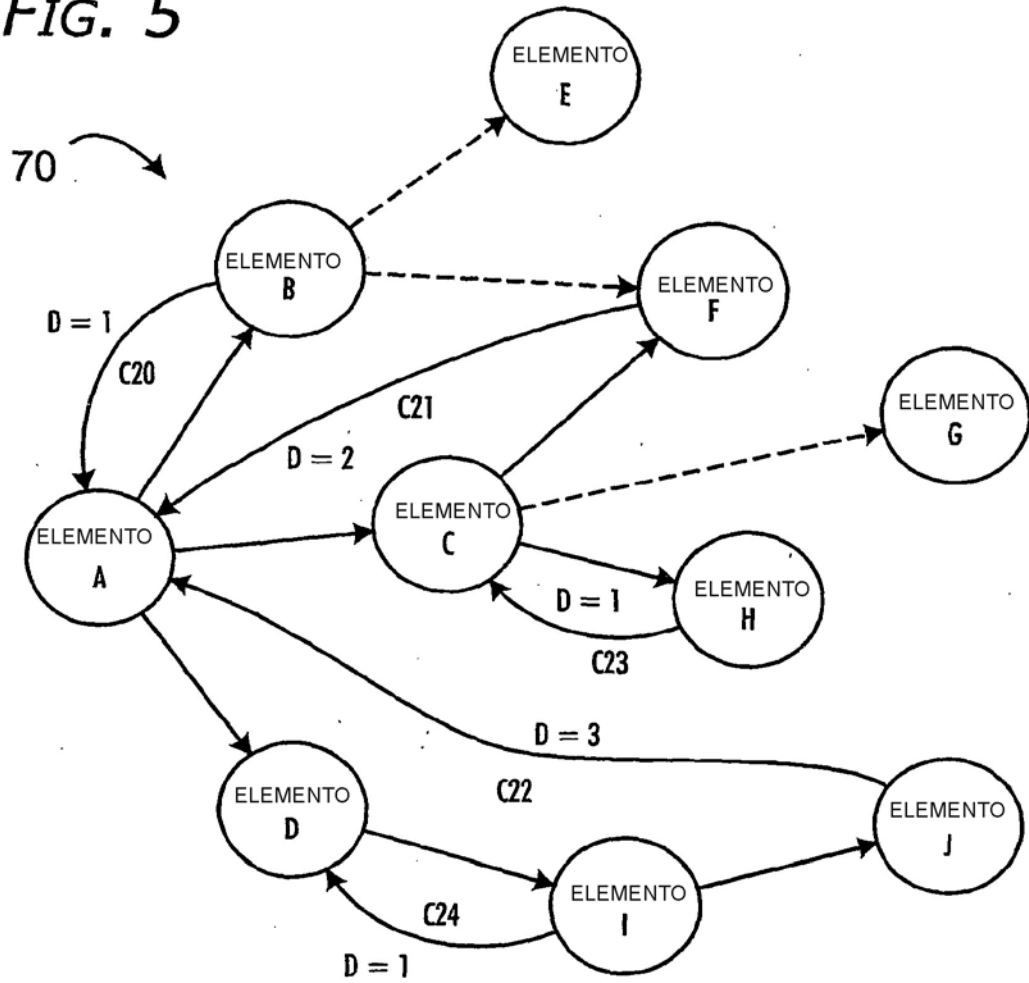 FIG. 5
ELEMENTO
E
70
ELEMENTO
B
ELEMENTO
F
D = 1
C20
C21
D = 2
ELEMENTO
G
ELEMENTO
A
ELEMENTO
C
D = 1
ELEMENTO
H
C23
D = 3
C22
ELEMENTO
D
ELEMENTO
J
ELEMENTO
I
C24
D = 1